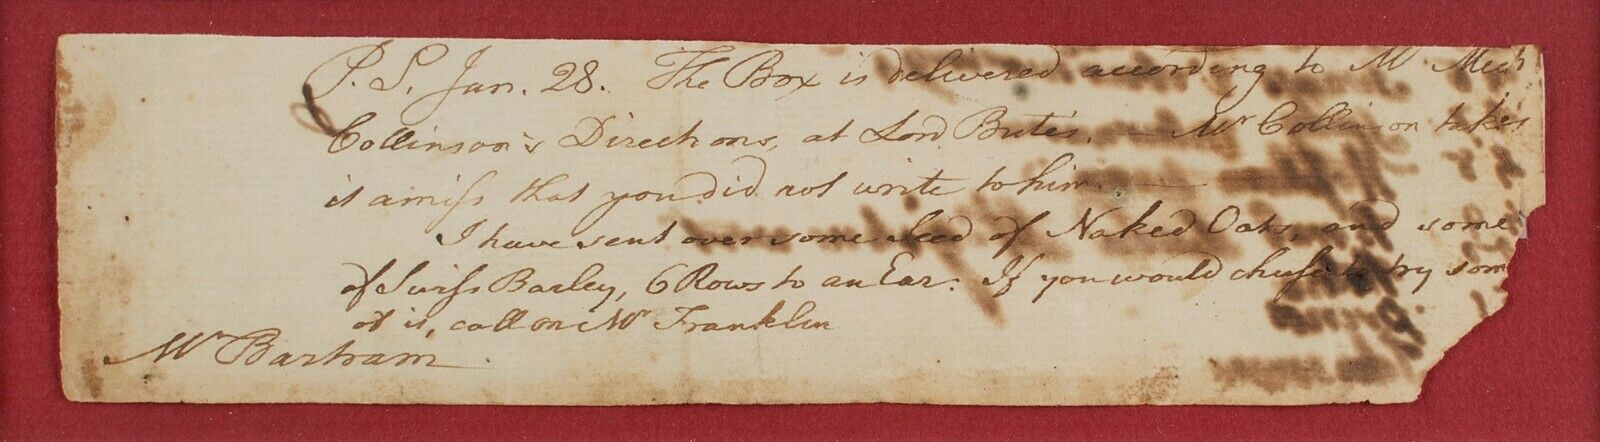 P.S. Jan. 28. The Box is delivered according to Mr Mich
Collinson's Directions, at Lord Bute's. — Mr Collinson takes
it amiss that you did not write to him. —
I have sent over some Seed of Naked Oats, and some
of Swiss Barley, 6 Rows to an Ear. If you would chuse to try some
of it, call on Mrs Franklin
Mr Bartram